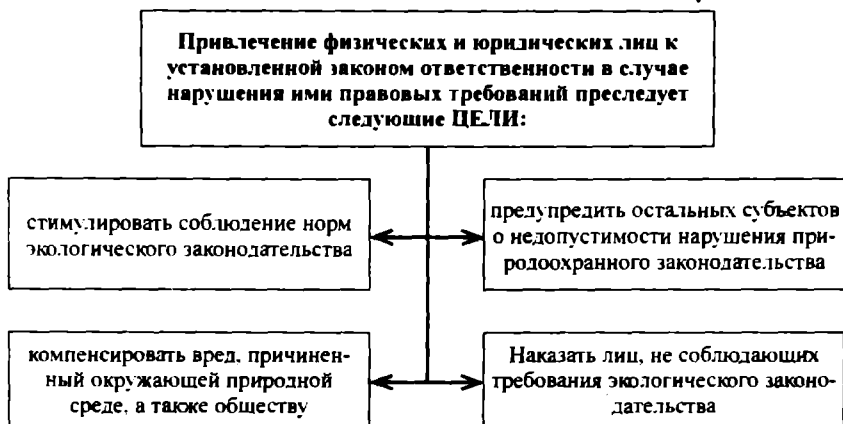 Привлечение физических и юридических лиц к
установленной законом ответственности в случае
нарушения ими правовых требований преследует
следующие ЦЕЛИ:
стимулировать соблюдение норм
экологического законодательства
предупредить остальных субъектов
о недопустимости нарушения при-
родоохранного законодательства
компенсировать вред, причинен-
ный окружающей природной
среде, а также обществу
Наказать лиц, не соблюдающих
требования экологического законо-
дательства